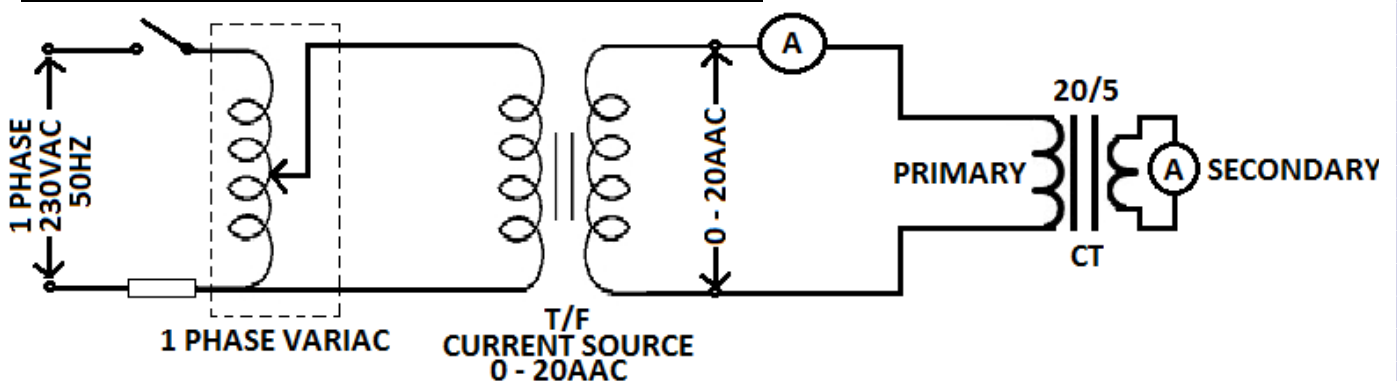 1 PHASE
230VAC
50HZ
1 PHASE VARIAC
T/F
CURRENT SOURCE
0 - 20AAC
0 - 20AAC
A
PRIMARY
20/5
CT
A
SECONDARY